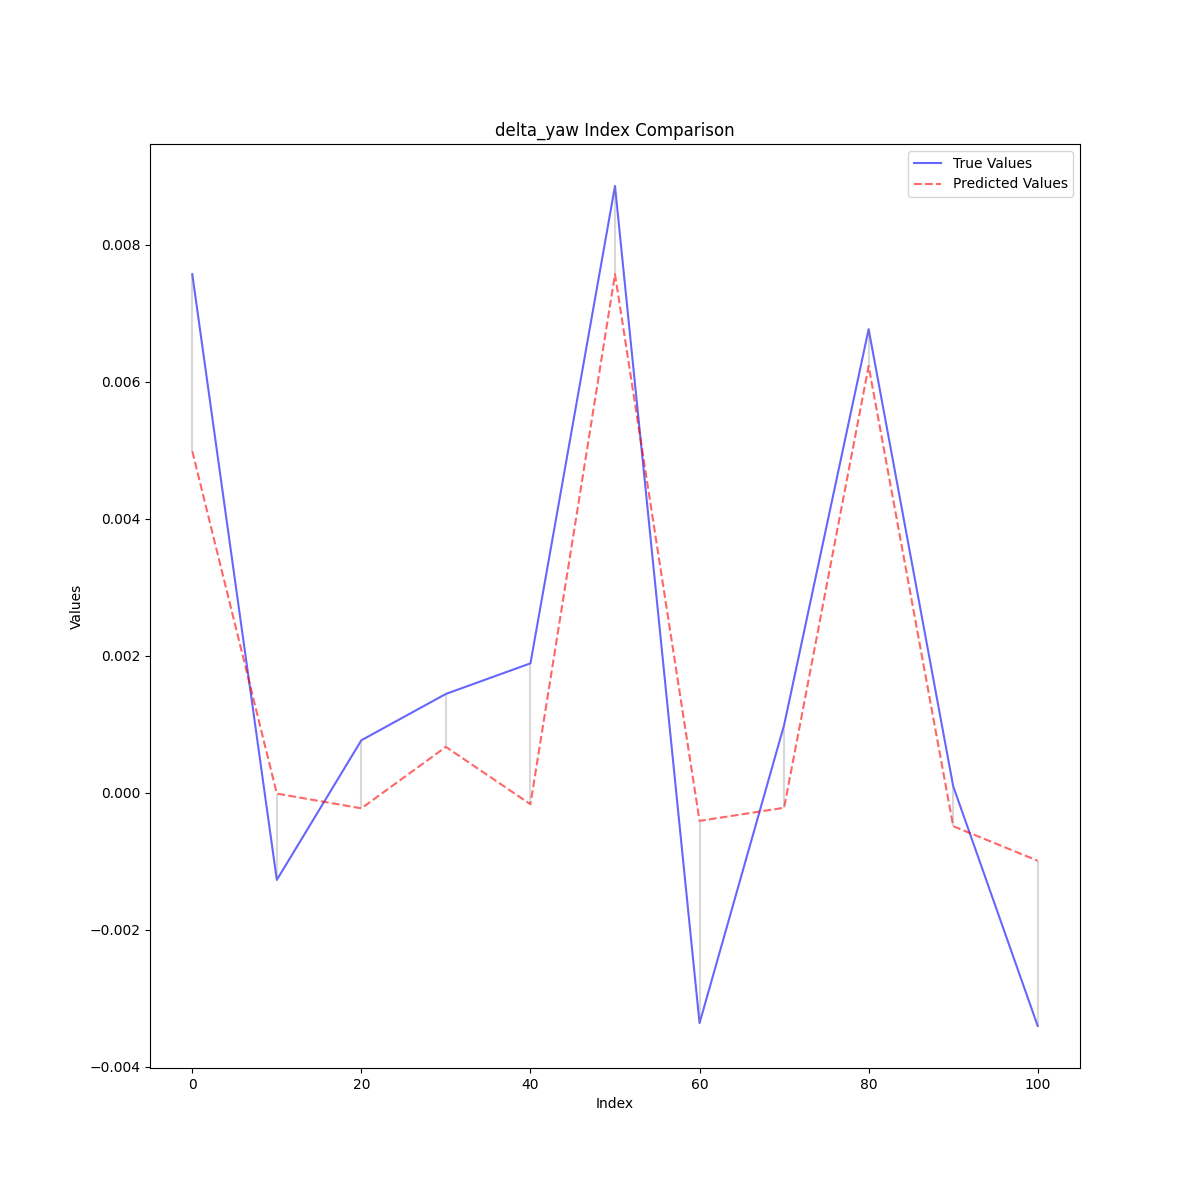 delta_yaw Index Comparison
True Values
Predicted Values
0.008
0.006
0.004
0.002
0.000
−0.002
−0.004
Values
0 20 40 60 80 100
Index